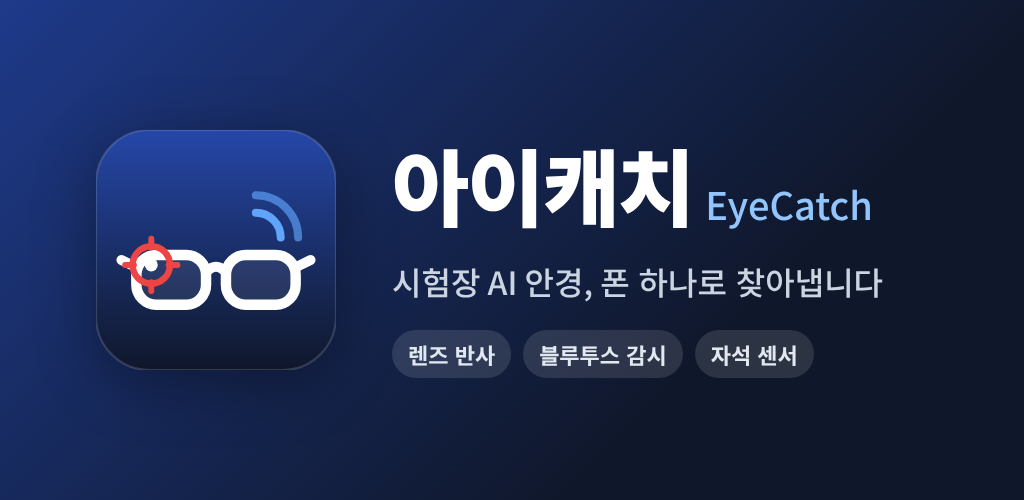 아이캐치 EyeCatch
시험장 AI 안경, 폰 하나로 찾아냅니다
렌즈 반사 블루투스 감시 자석 센서